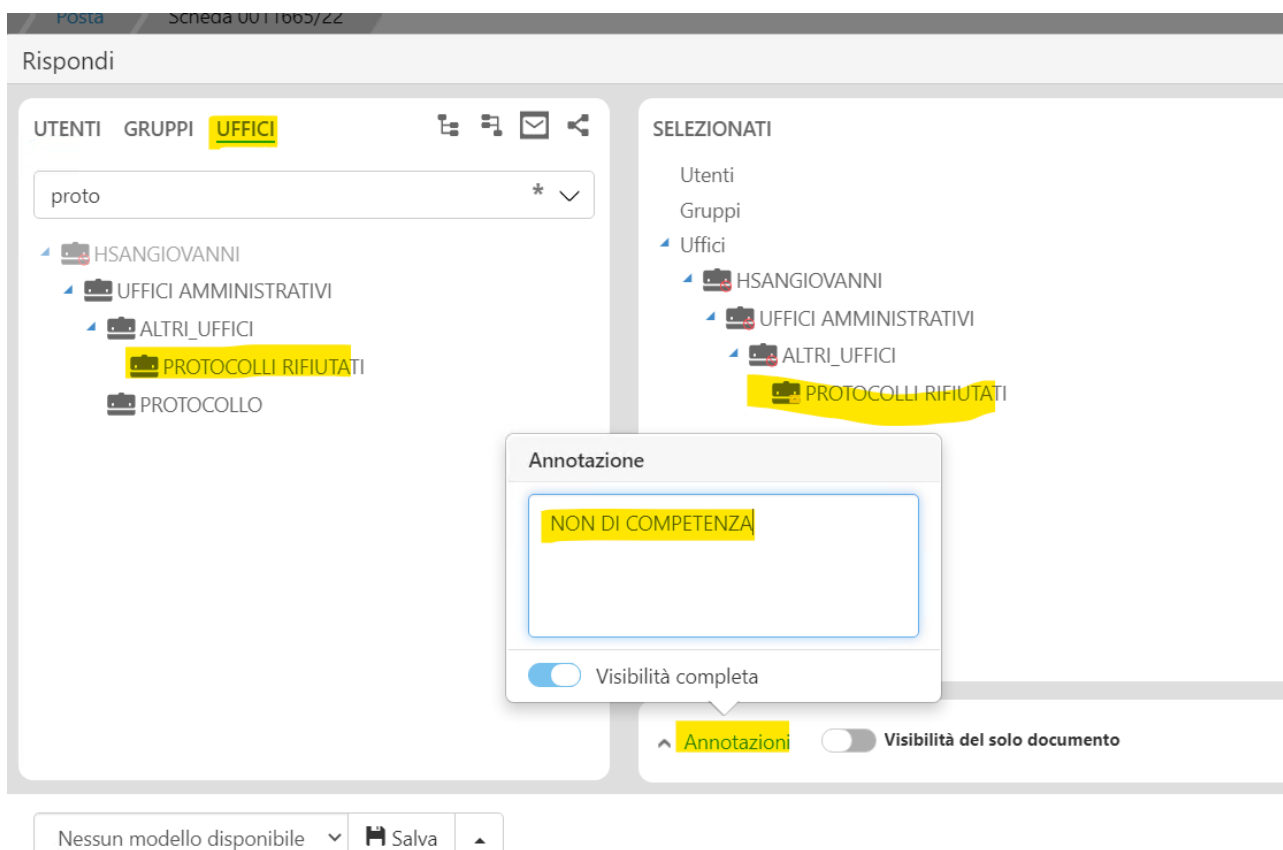 Posta Scheda 0011665/22
Rispondi
UTENTI GRUPPI UFFICI
proto *
HSANGIOVANNI
UFFICI AMMINISTRATIVI
ALTRI_UFFICI
PROTOCOLLI RIFIUTATI
PROTOCOLLO
SELEZIONATI
Utenti
Gruppi
Uffici
HSANGIOVANNI
UFFICI AMMINISTRATIVI
ALTRI_UFFICI
PROTOCOLLI RIFIUTATI
Annotazione
NON DI COMPETENZA
Visibilità completa
Annotazioni Visibilità del solo documento
Nessun modello disponibile Salva